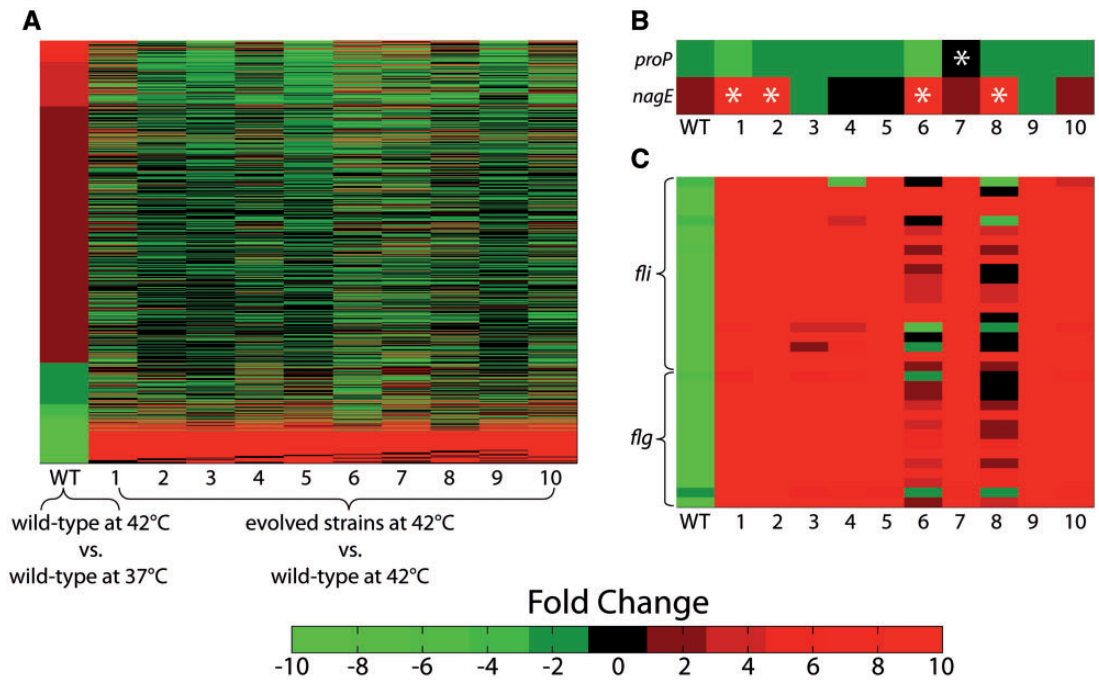 A
B
proP
*
nagE
* * * *
WT 1 2 3 4 5 6 7 8 9 10
C
fli
flg
WT 1 2 3 4 5 6 7 8 9 10
WT 1 2 3 4 5 6 7 8 9 10
wild-type at 42°C
vs.
wild-type at 37°C
evolved strains at 42°C
vs.
wild-type at 42°C
Fold Change
-10 -8 -6 -4 -2 0 2 4 6 8 10